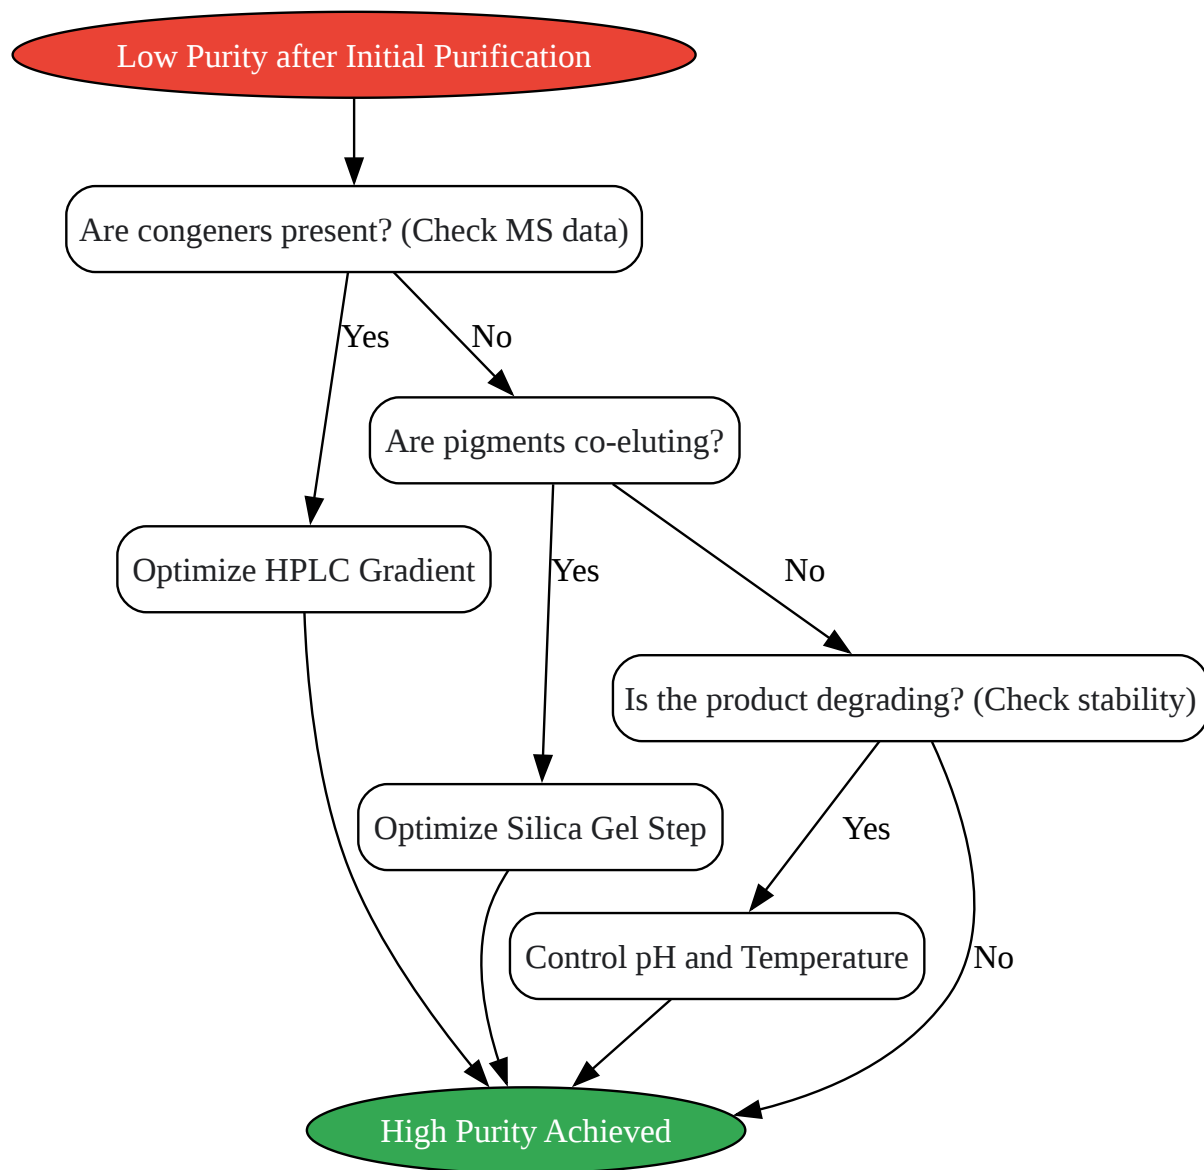 Low Purity after Initial Purification
Are congeners present? (Check MS data)
Yes
No
Are pigments co-eluting?
Optimize HPLC Gradient
Yes
No
Is the product degrading? (Check stability)
Optimize Silica Gel Step
Yes
Control pH and Temperature
No
High Purity Achieved